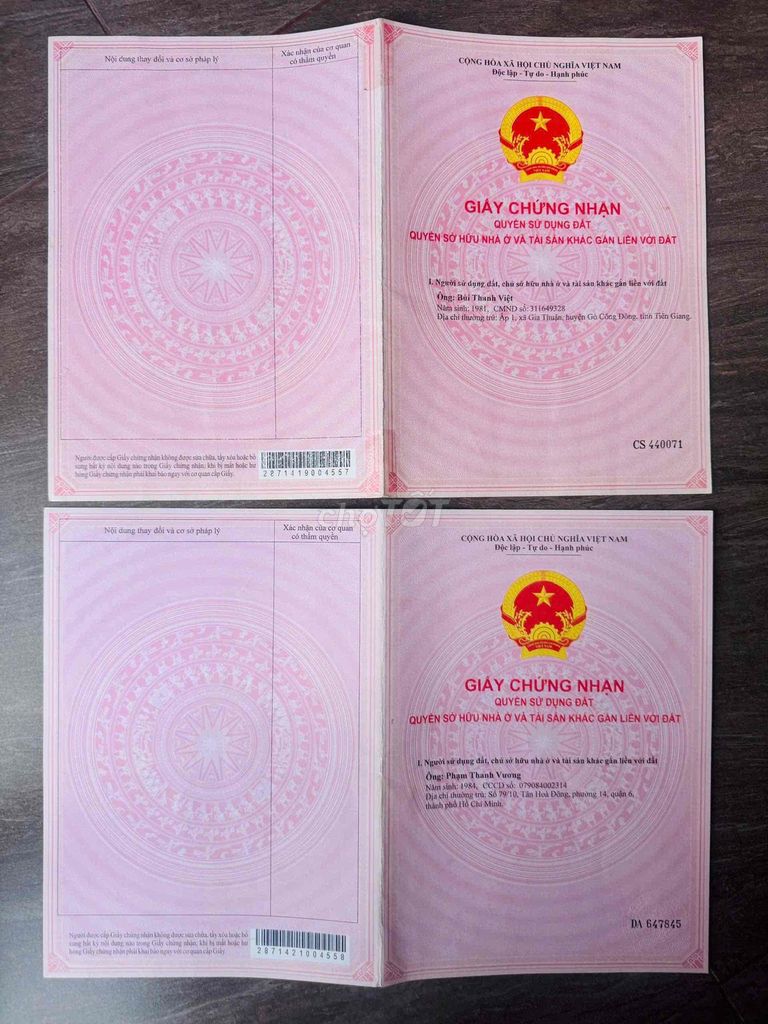 Nội dung thay đổi và cơ sở pháp lý
Xác nhận của cơ quan
có thẩm quyền
Người được cấp Giấy chứng nhận không được sửa chữa, tẩy xóa hoặc bổ
sung bất kỳ nội dung nào trong Giấy chứng nhận; khi bị mất hoặc hư
hỏng Giấy chứng nhận phải khai báo ngay với cơ quan cấp Giấy.
2871419004557
CỘNG HÒA XÃ HỘI CHỦ NGHĨA VIỆT NAM
Độc lập - Tự do - Hạnh phúc
GIẤY CHỨNG NHẬN
QUYỀN SỬ DỤNG ĐẤT
QUYỀN SỞ HỮU NHÀ Ở VÀ TÀI SẢN KHÁC GẮN LIỀN VỚI ĐẤT
I. Người sử dụng đất, chủ sở hữu nhà ở và tài sản khác gắn liền với đất
Ông: Bùi Thanh Việt
Năm sinh: 1981, CMND số: 311649328
Địa chỉ thường trú: Ấp 1, xã Gia Thuận, huyện Gò Công Đông, tỉnh Tiền Giang.
CS 440071
chợTỐT
Nội dung thay đổi và cơ sở pháp lý
Xác nhận của cơ quan
có thẩm quyền
Người được cấp Giấy chứng nhận không được sửa chữa, tẩy xóa hoặc bổ
sung bất kỳ nội dung nào trong Giấy chứng nhận; khi bị mất hoặc hư
hỏng Giấy chứng nhận phải khai báo ngay với cơ quan cấp Giấy.
2871421004558
CỘNG HÒA XÃ HỘI CHỦ NGHĨA VIỆT NAM
Độc lập - Tự do - Hạnh phúc
GIẤY CHỨNG NHẬN
QUYỀN SỬ DỤNG ĐẤT
QUYỀN SỞ HỮU NHÀ Ở VÀ TÀI SẢN KHÁC GẮN LIỀN VỚI ĐẤT
I. Người sử dụng đất, chủ sở hữu nhà ở và tài sản khác gắn liền với đất
Ông: Phạm Thanh Vương
Năm sinh: 1984, CCCD số: 079084002314
Địa chỉ thường trú: Số 79/10, Tân Hoà Đông, phường 14, quận 6,
thành phố Hồ Chí Minh.
DA 647845